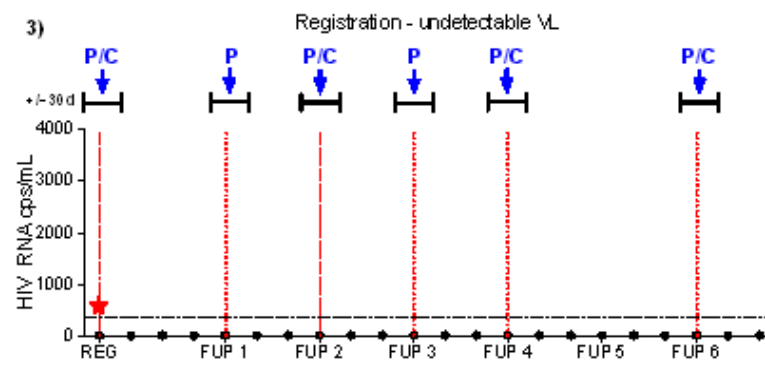 3)
Registration - undetectable VL
P/C P P/C P P/C P/C
+/- 30 d
4000
3000
2000
1000
0
HIV RNA cps/mL
REG FUP 1 FUP 2 FUP 3 FUP 4 FUP 5 FUP 6